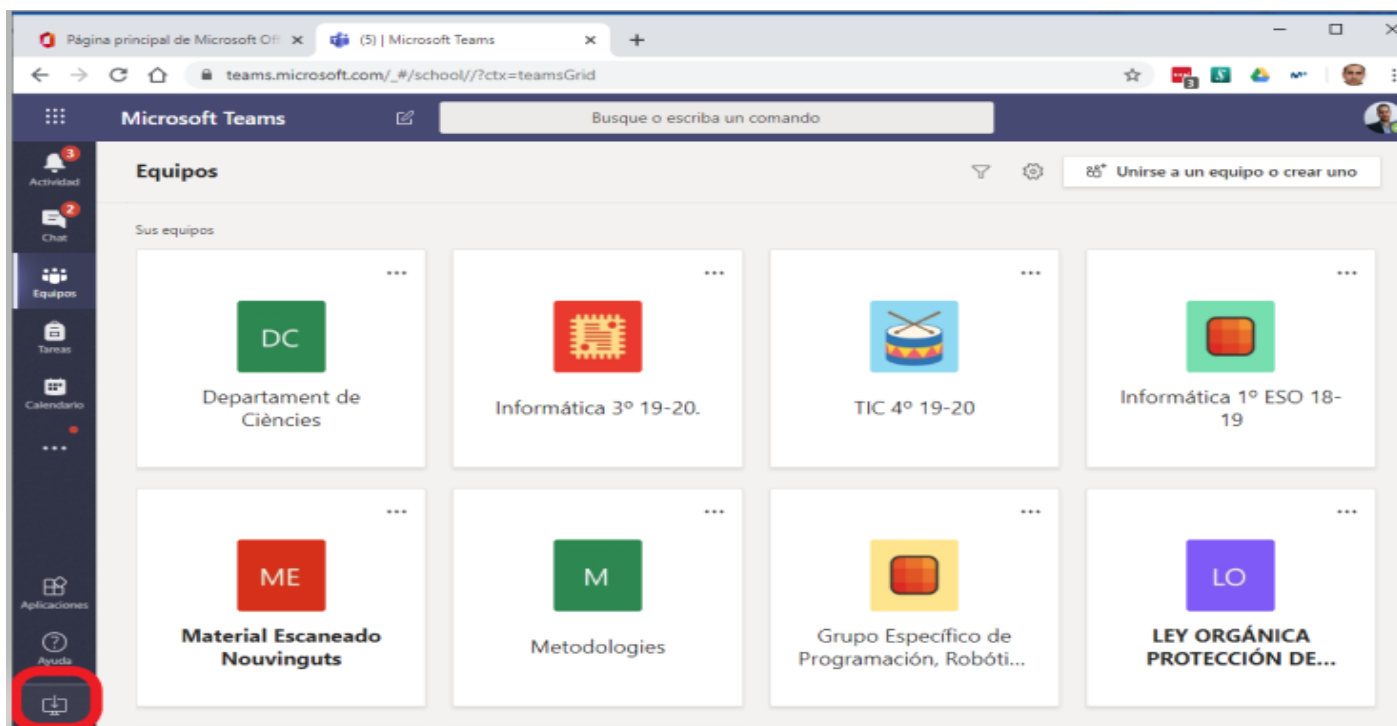 Página principal de Microsoft Of
(5) | Microsoft Teams
teams.microsoft.com/_#/school//?ctx=teamsGrid
3
Microsoft Teams
Busque o escriba un comando
3
Actividad
2
Chat
Equipos
Tareas
Calendario
Aplicaciones
Ayuda
Equipos
Unirse a un equipo o crear uno
Sus equipos
DC
Departament de
Ciències
Informática 3º 19-20.
TIC 4º 19-20
Informática 1º ESO 18-
19
ME
Material Escaneado
Nouvinguts
M
Metodologies
Grupo Específico de
Programación, Robóti...
LO
LEY ORGÁNICA
PROTECCIÓN DE...